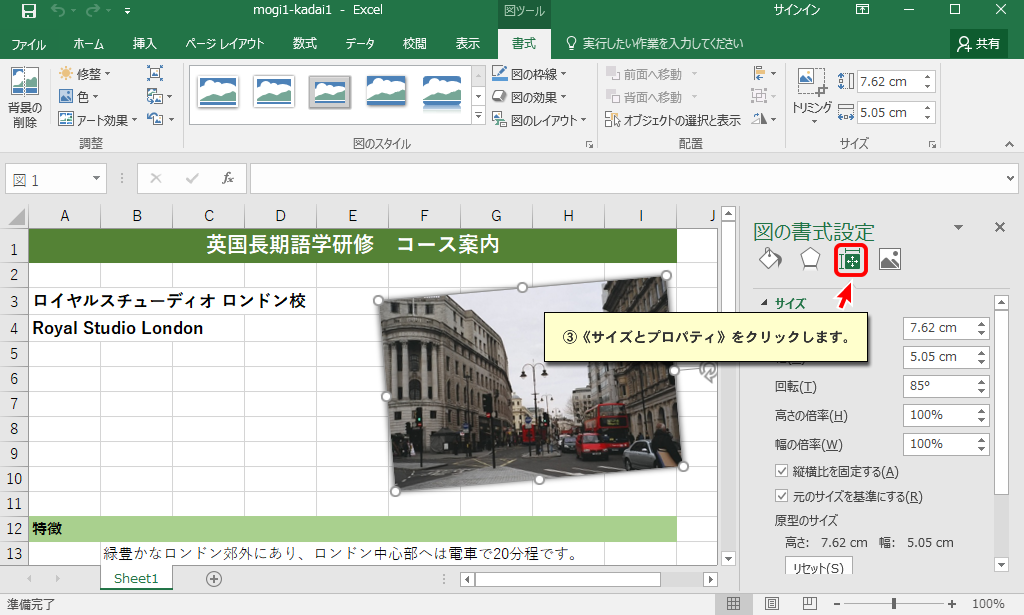 mogi1-kadai1 - Excel
図ツール
サインイン
ファイル ホーム 挿入 ページ レイアウト 数式 データ 校閲 表示 書式 実行したい作業を入力してください 共有
背景の
削除
修整
色
アート効果
調整
図のスタイル
図の枠線
図の効果
図のレイアウト
前面へ移動
背面へ移動
オブジェクトの選択と表示
配置
トリミング
7.62 cm
5.05 cm
サイズ
図 1
fx
A B C D E F G H I J
1 英国長期語学研修 コース案内
2
3 ロイヤルスチューディオ ロンドン校
4 Royal Studio London
5
6
7
8
9
10
11
12 特徴
13 緑豊かなロンドン郊外にあり、ロンドン中心部へは電車で20分程です。
③《サイズとプロパティ》をクリックします。
図の書式設定
サイズ
7.62 cm
5.05 cm
回転(T) 85°
高さの倍率(H) 100%
幅の倍率(W) 100%
縦横比を固定する(A)
元のサイズを基準にする(R)
原型のサイズ
高さ: 7.62 cm 幅: 5.05 cm
リセット(S)
Sheet1
準備完了
100%